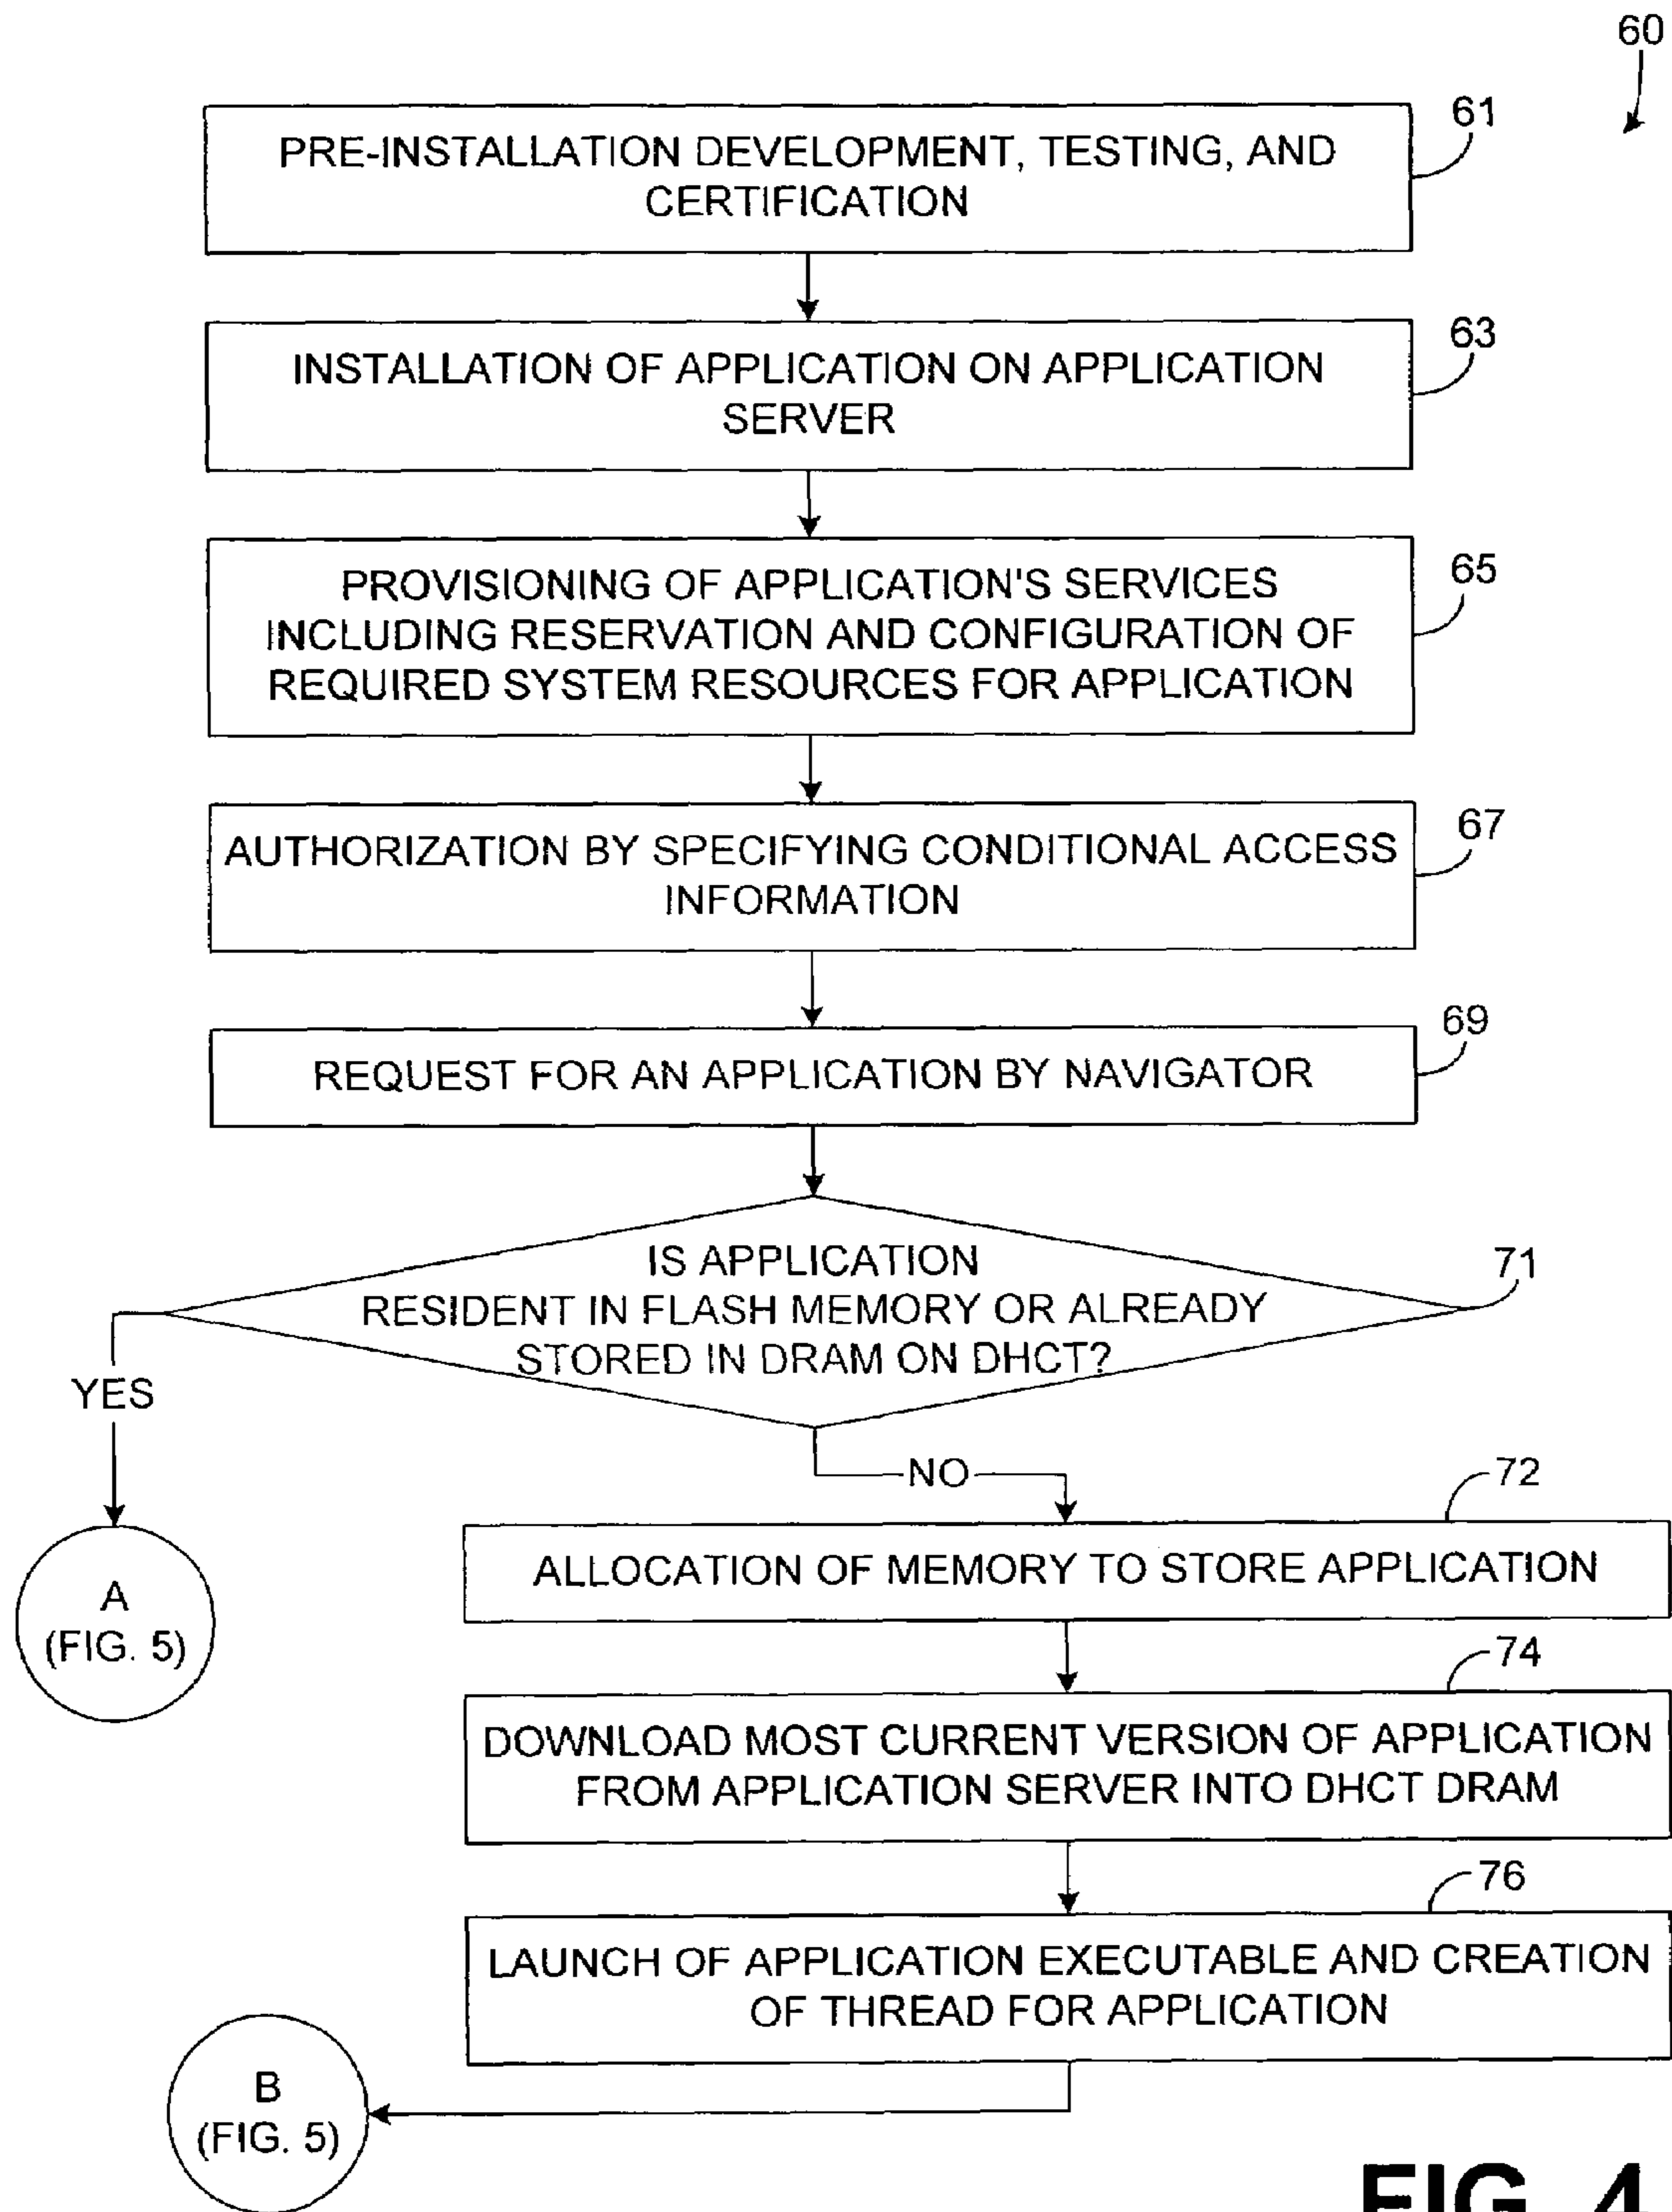 60
61
PRE-INSTALLATION DEVELOPMENT, TESTING, AND
CERTIFICATION
63
INSTALLATION OF APPLICATION ON APPLICATION
SERVER
65
PROVISIONING OF APPLICATION'S SERVICES
INCLUDING RESERVATION AND CONFIGURATION OF
REQUIRED SYSTEM RESOURCES FOR APPLICATION
67
AUTHORIZATION BY SPECIFYING CONDITIONAL ACCESS
INFORMATION
69
REQUEST FOR AN APPLICATION BY NAVIGATOR
71
IS APPLICATION
RESIDENT IN FLASH MEMORY OR ALREADY
STORED IN DRAM ON DHCT?
YES
NO
72
A
(FIG. 5)
ALLOCATION OF MEMORY TO STORE APPLICATION
74
DOWNLOAD MOST CURRENT VERSION OF APPLICATION
FROM APPLICATION SERVER INTO DHCT DRAM
76
LAUNCH OF APPLICATION EXECUTABLE AND CREATION
OF THREAD FOR APPLICATION
B
(FIG. 5)
FIG. 4